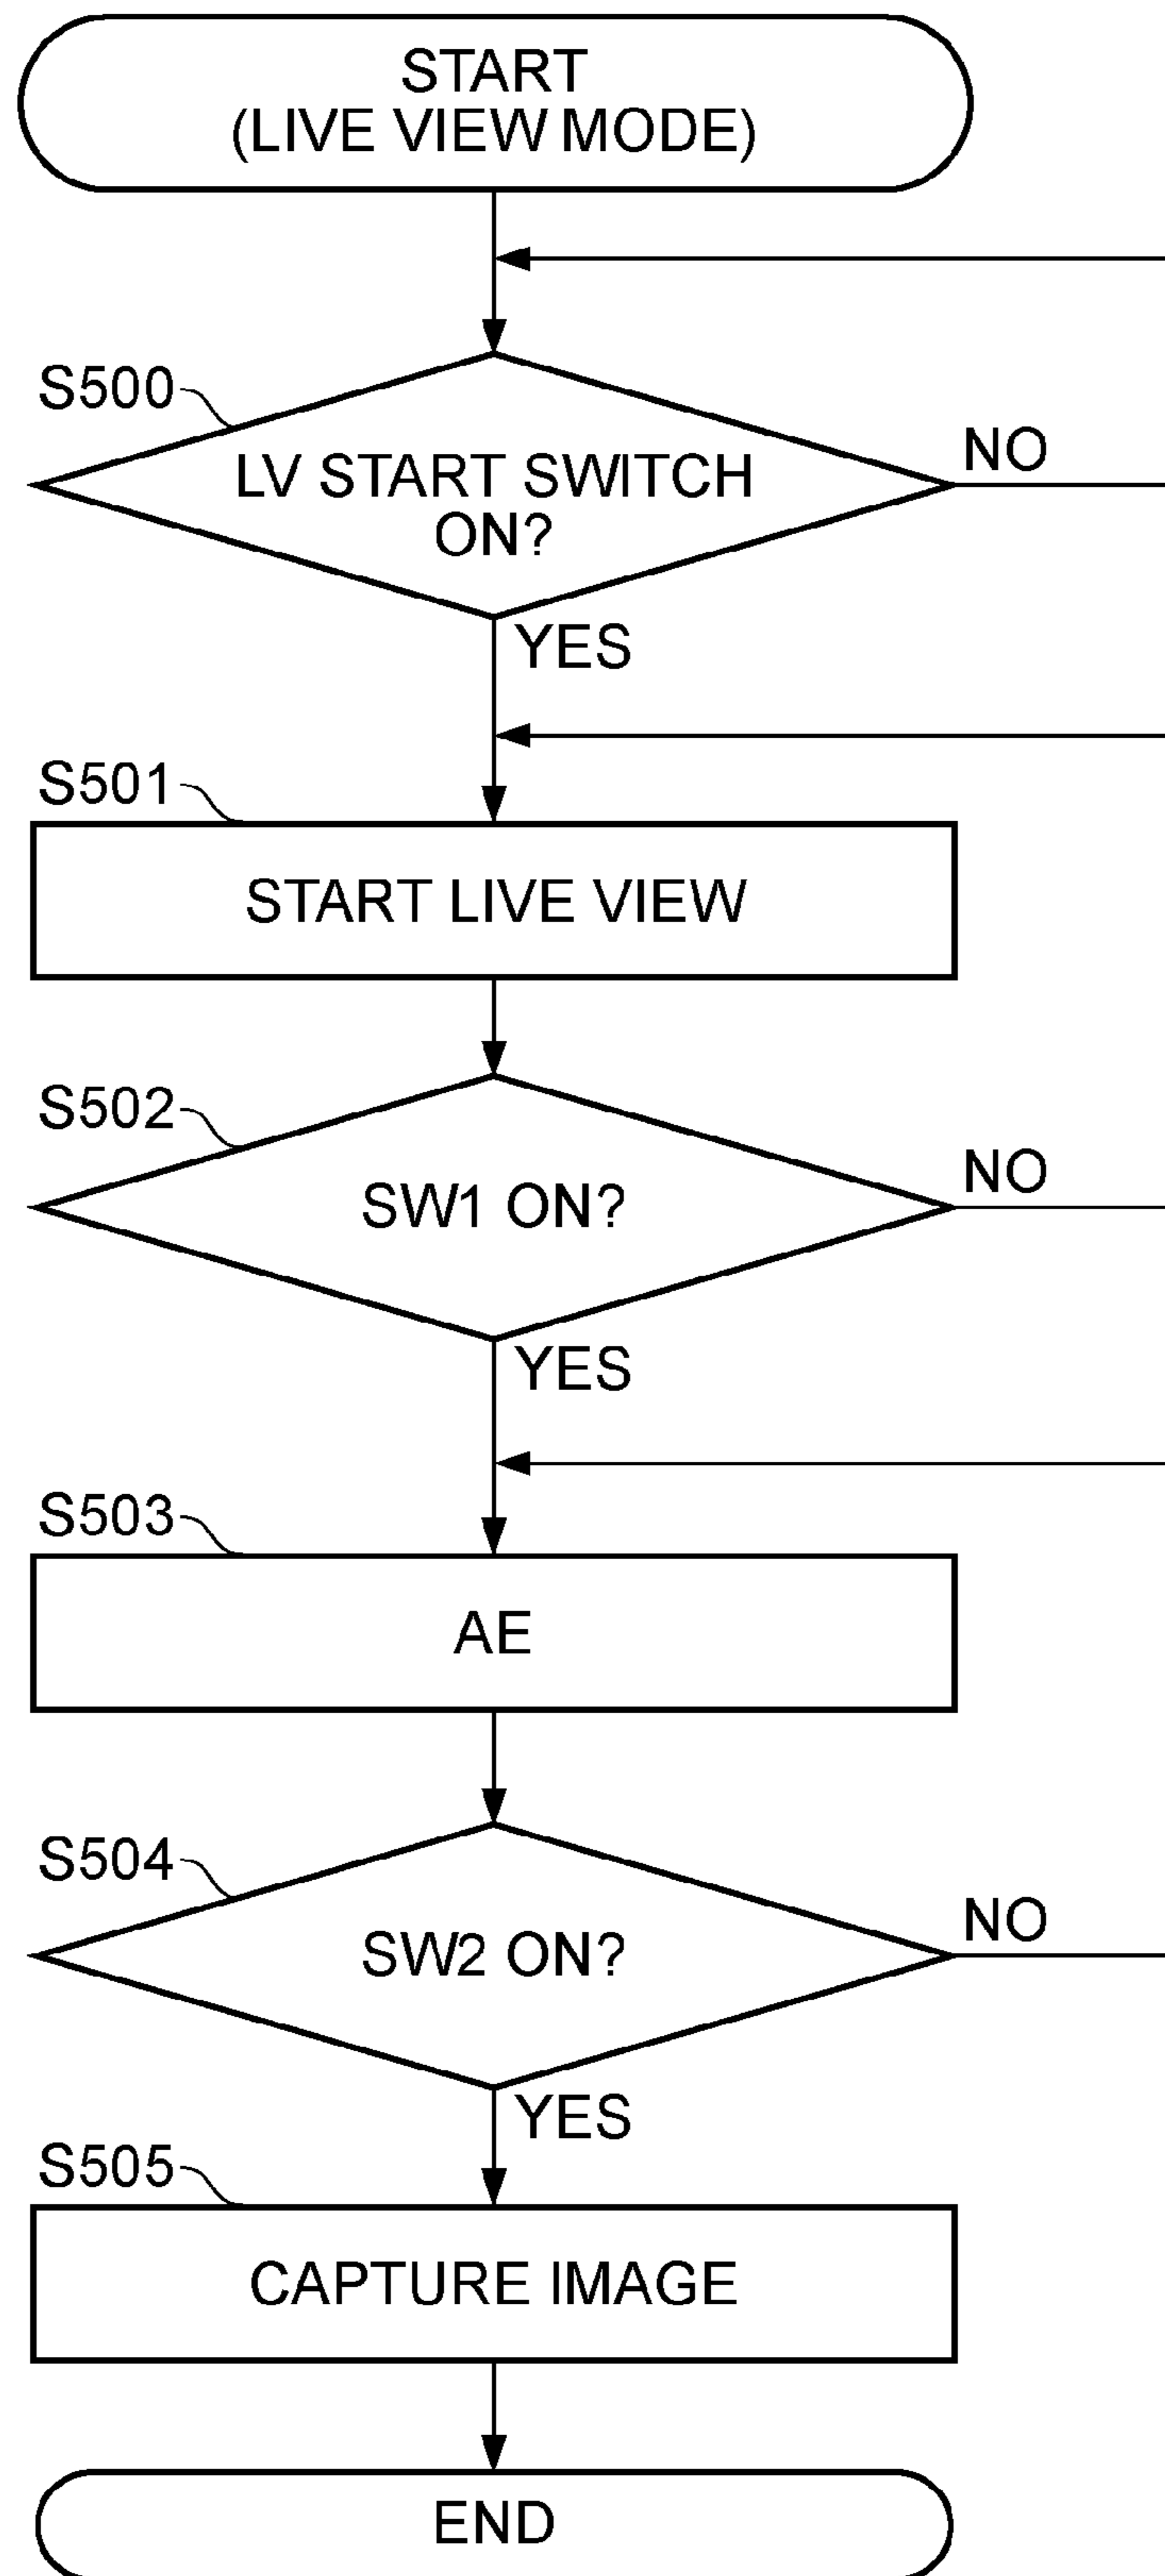 START
(LIVE VIEW MODE)
S500
LV START SWITCH
ON?
NO
YES
S501
START LIVE VIEW
S502
SW1 ON?
NO
YES
S503
AE
S504
SW2 ON?
NO
YES
S505
CAPTURE IMAGE
END